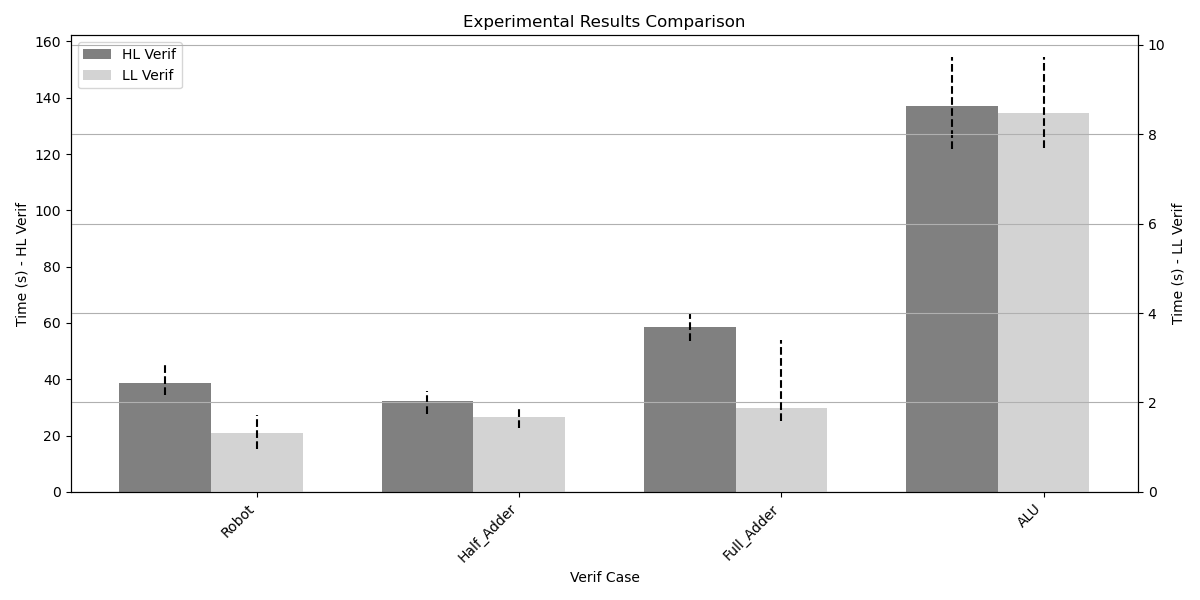 Experimental Results Comparison
HL Verif
LL Verif
Time (s) - HL Verif
160
140
120
100
80
60
40
20
0
10
8
6
4
2
0
Time (s) - LL Verif
Robot
Half_Adder
Full_Adder
ALU
Verif Case